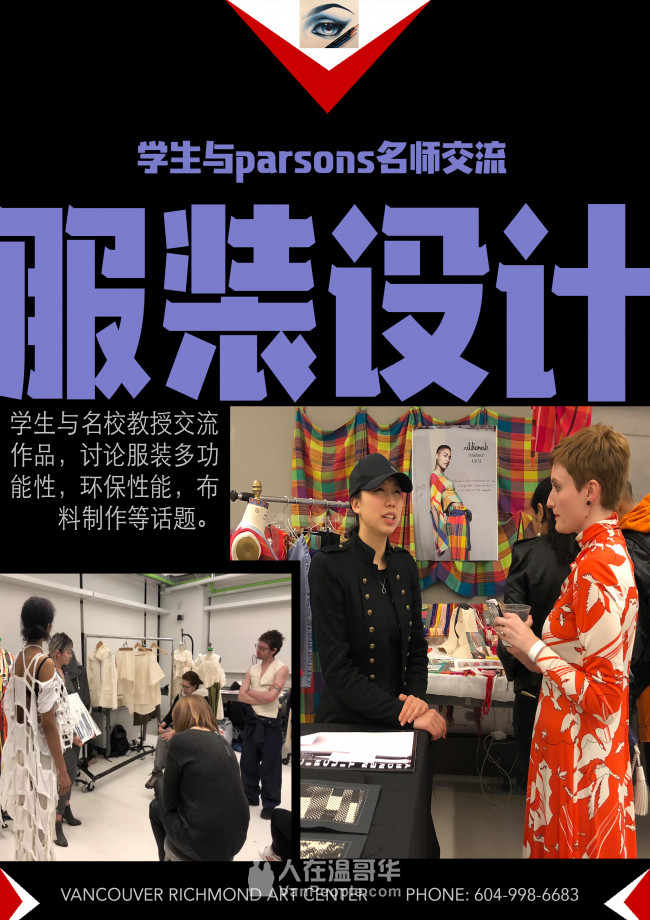 学生与parsons名师交流
服装设计
学生与名校教授交流
作品，讨论服装多功
能性，环保性能，布
料制作等话题。
人在温哥华
VanPeople.com
VANCOUVER RICHMOND ART CENTER PHONE: 604-998-6683